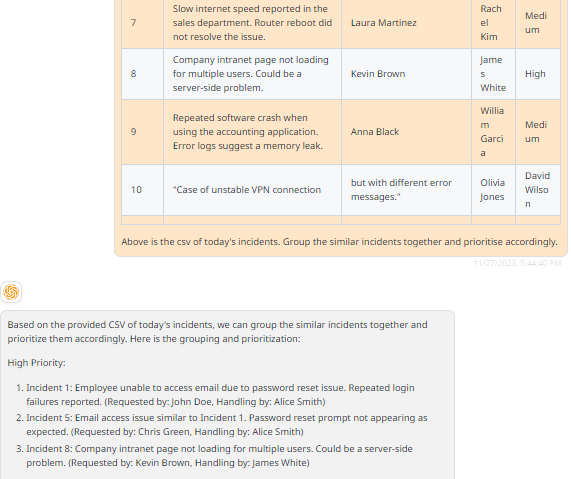 7
Slow internet speed reported in the
sales department. Router reboot did
not resolve the issue.
Laura Martinez
Rach
el
Kim
Medi
um
8
Company intranet page not loading
for multiple users. Could be a
server-side problem.
Kevin Brown
Jame
s
White
High
9
Repeated software crash when
using the accounting application.
Error logs suggest a memory leak.
Anna Black
Willia
m
Garci
a
Medi
um
10
"Case of unstable VPN connection
but with different error
messages."
Olivia
Jones
David
Wilso
n
Above is the csv of today's incidents. Group the similar incidents together and prioritise accordingly.
11/27/2023, 5:44:40 PM
Based on the provided CSV of today's incidents, we can group the similar incidents together and
prioritize them accordingly. Here is the grouping and prioritization:
High Priority:
1. Incident 1: Employee unable to access email due to password reset issue. Repeated login
failures reported. (Requested by: John Doe, Handling by: Alice Smith)
2. Incident 5: Email access issue similar to Incident 1. Password reset prompt not appearing as
expected. (Requested by: Chris Green, Handling by: Alice Smith)
3. Incident 8: Company intranet page not loading for multiple users. Could be a server-side
problem. (Requested by: Kevin Brown, Handling by: James White)